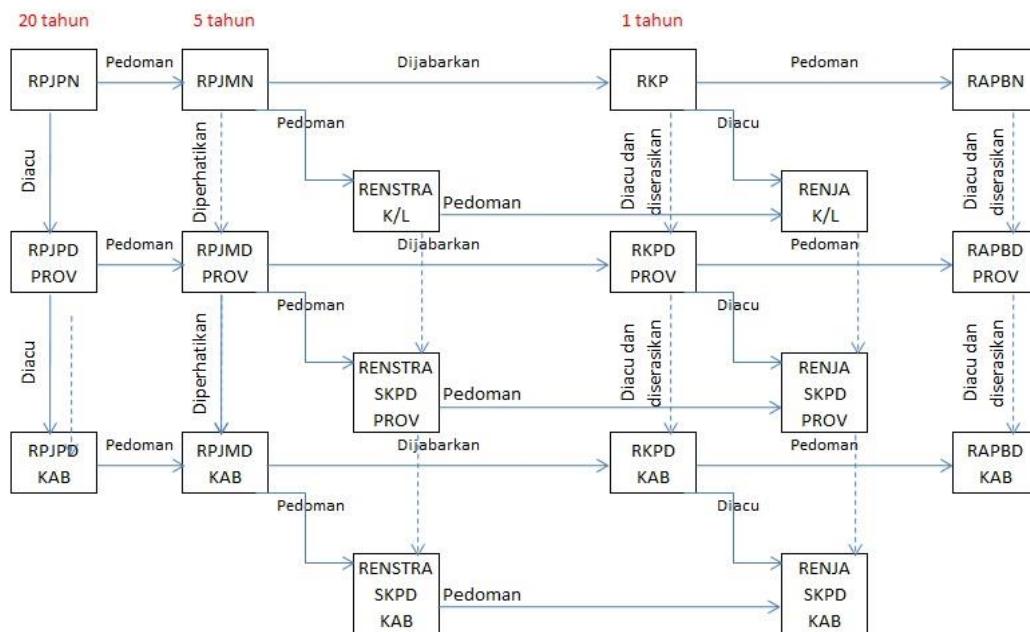 20 tahun
5 tahun
1 tahun
RPJPN
Pedoman
RPJMN
Dijabarkan
RKP
Pedoman
RAPBN
Diacu
Diperhatikan
Pedoman
Diacu dan
diserasikan
Diacu
Diacu dan
diserasikan
RENSTRA
K/L
Pedoman
RENJA
K/L
RPJPD
PROV
Pedoman
RPJMD
PROV
Dijabarkan
RKPD
PROV
Pedoman
RAPBD
PROV
Diacu
Diperhatikan
Pedoman
Diacu dan
diserasikan
Diacu
Diacu dan
diserasikan
RENSTRA
SKPD
PROV
Pedoman
RENJA
SKPD
PROV
RPJPD
KAB
Pedoman
RPJMD
KAB
Dijabarkan
RKPD
KAB
Pedoman
RAPBD
KAB
Pedoman
Diacu
RENSTRA
SKPD
KAB
Pedoman
RENJA
SKPD
KAB